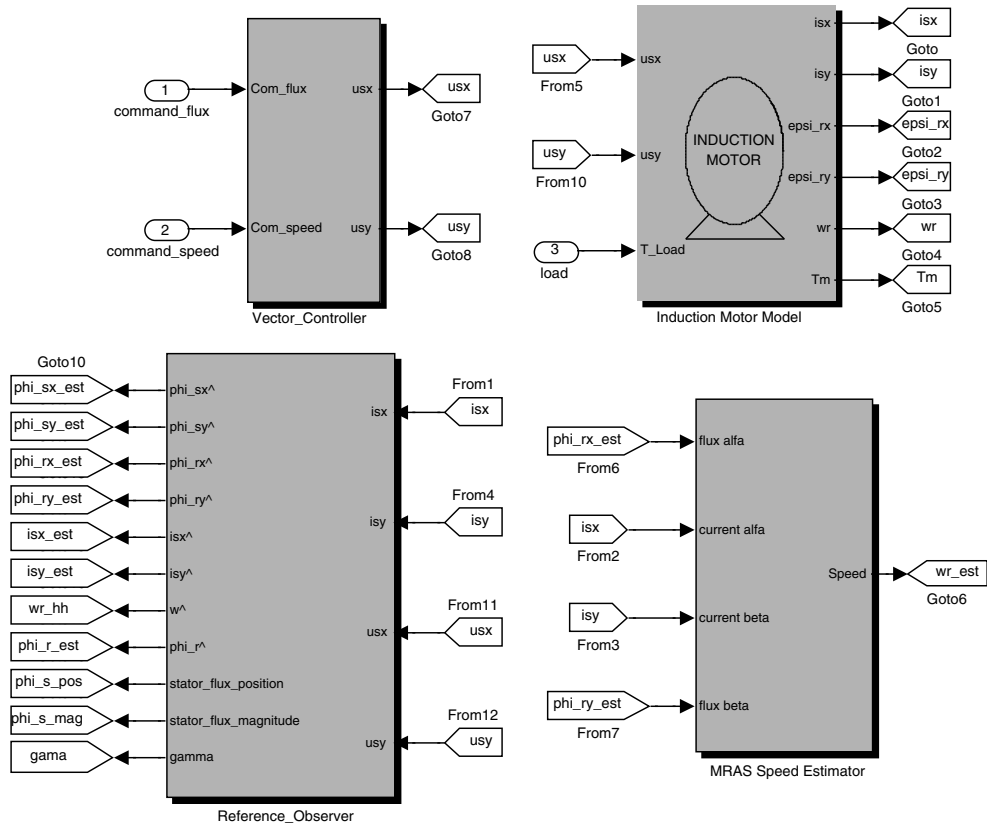 1
command_flux
2
command_speed
Com_flux
Com_speed
usx
usy
usx
Goto7
usy
Goto8
Vector_Controller
usx
From5
usy
From10
3
load
usx
usy
T_Load
INDUCTION
MOTOR
isx
isy
epsi_rx
epsi_ry
wr
Tm
isx
Goto
isy
Goto1
epsi_rx
Goto2
epsi_ry
Goto3
wr
Goto4
Tm
Goto5
Induction Motor Model
Goto10
phi_sx_est
phi_sy_est
phi_rx_est
phi_ry_est
isx_est
isy_est
wr_hh
phi_r_est
phi_s_pos
phi_s_mag
gama
phi_sx^
phi_sy^
phi_rx^
phi_ry^
isx^
isy^
w^
phi_r^
stator_flux_position
stator_flux_magnitude
gamma
isx
isy
usx
usy
From1
isx
From4
isy
From11
usx
From12
usy
Reference_Observer
phi_rx_est
From6
isx
From2
isy
From3
phi_ry_est
From7
flux alfa
current alfa
current beta
flux beta
Speed
wr_est
Goto6
MRAS Speed Estimator